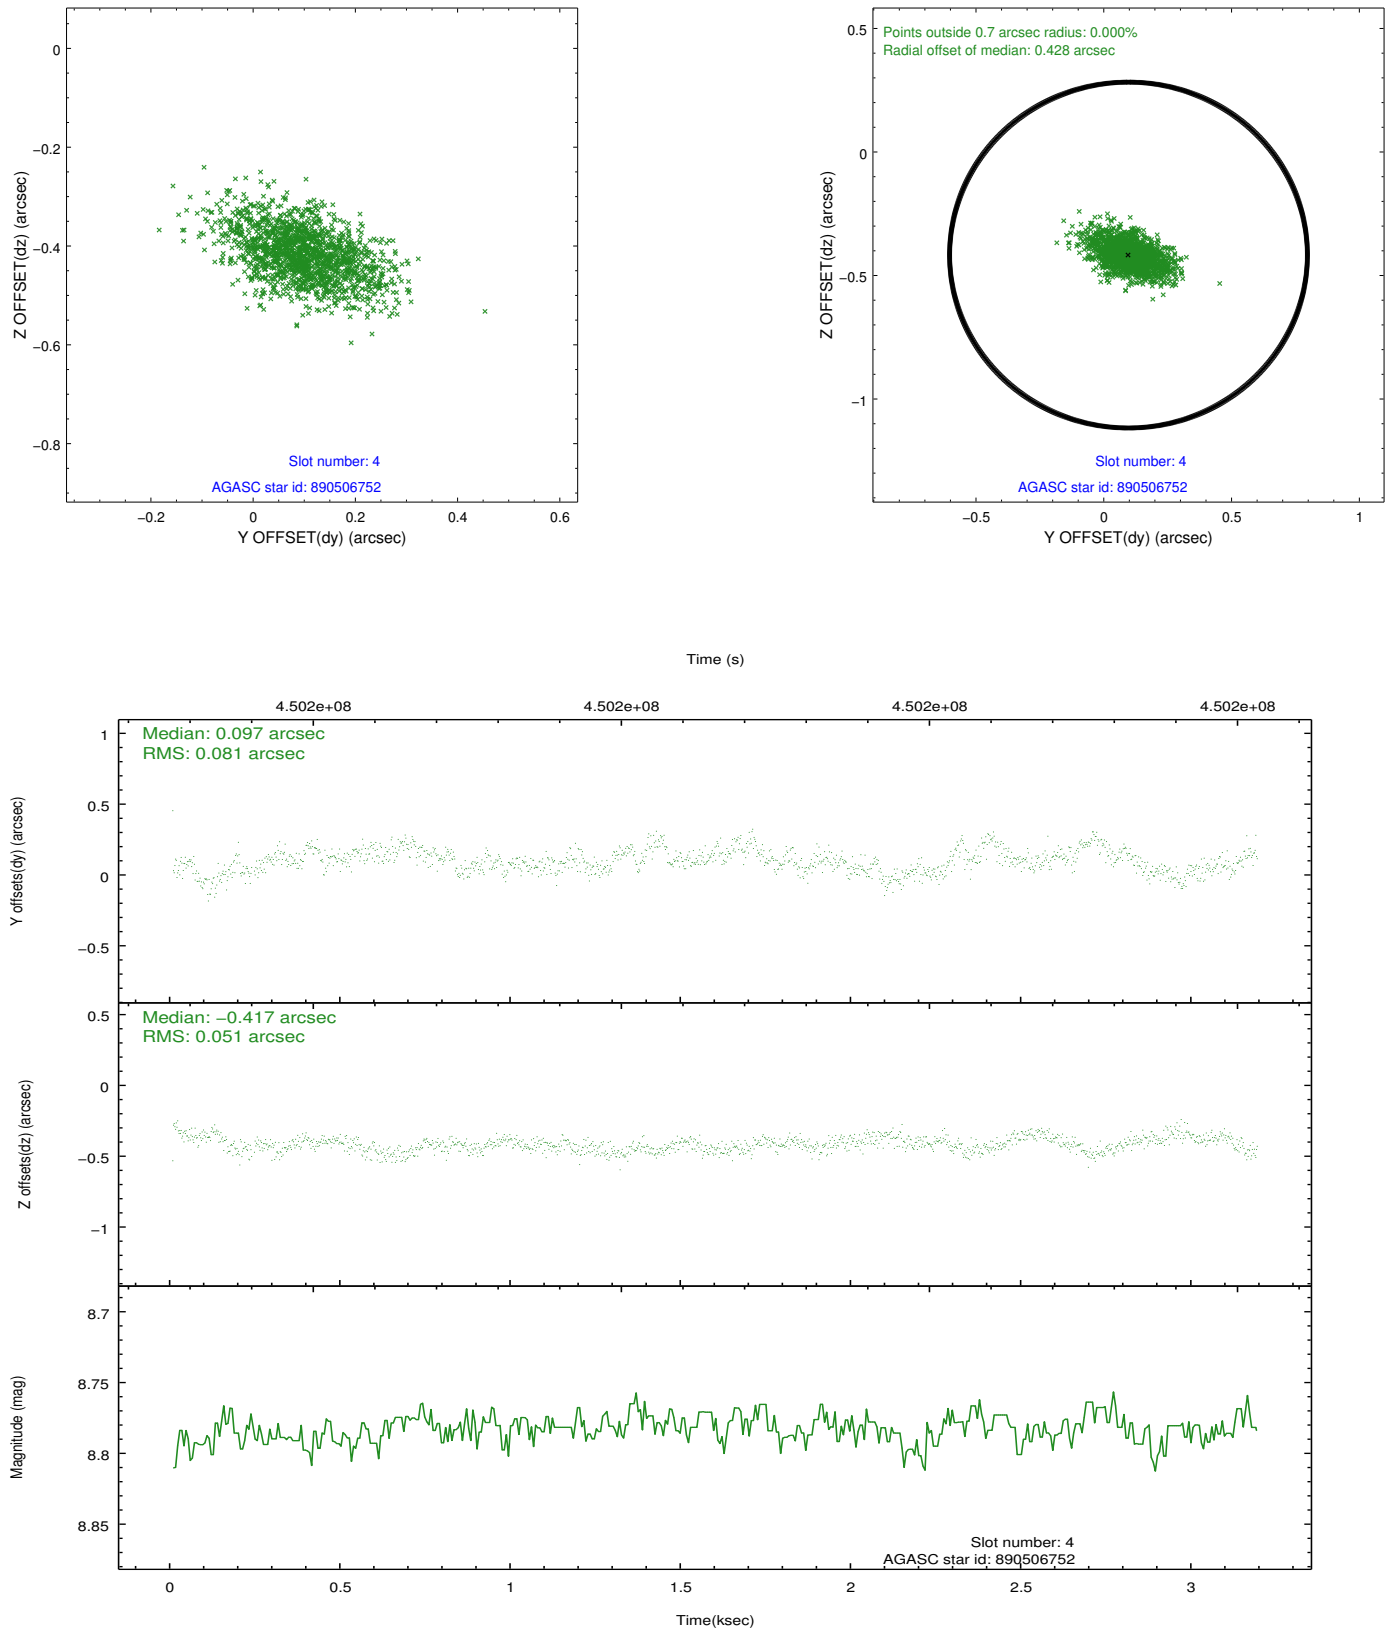 0
−0.2
−0.4
−0.6
−0.8
Z OFFSET(dz) (arcsec)
Slot number: 4
AGASC star id: 890506752
−0.2 0 0.2 0.4 0.6
Y OFFSET(dy) (arcsec)
Points outside 0.7 arcsec radius: 0.000%
Radial offset of median: 0.428 arcsec
0.5
0
−0.5
−1
Z OFFSET(dz) (arcsec)
Slot number: 4
AGASC star id: 890506752
−0.5 0 0.5 1
Y OFFSET(dy) (arcsec)
Time (s)
4.502e+08 4.502e+08 4.502e+08 4.502e+08
Median: 0.097 arcsec
RMS: 0.081 arcsec
1
0.5
0
−0.5
Y offsets(dy) (arcsec)
Median: −0.417 arcsec
RMS: 0.051 arcsec
0.5
0
−0.5
−1
Z offsets(dz) (arcsec)
8.7
8.75
8.8
8.85
Magnitude (mag)
Slot number: 4
AGASC star id: 890506752
0 0.5 1 1.5 2 2.5 3
Time(ksec)